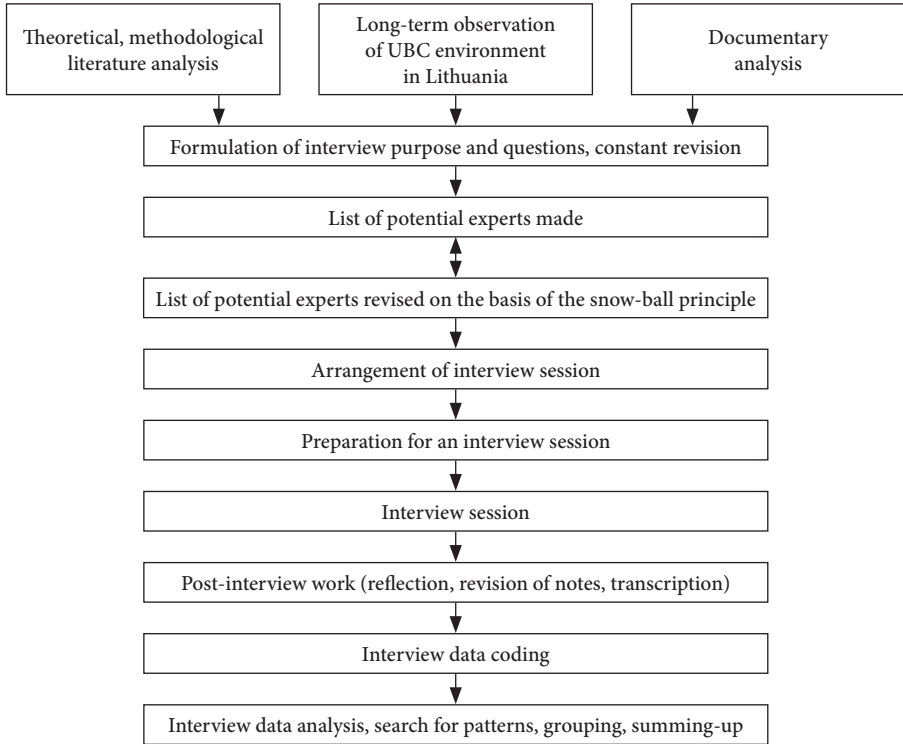 Theoretical, methodological
literature analysis
Long-term observation
of UBC environment
in Lithuania
Documentary
analysis
Formulation of interview purpose and questions, constant revision
List of potential experts made
List of potential experts revised on the basis of the snow-ball principle
Arrangement of interview session
Preparation for an interview session
Interview session
Post-interview work (reflection, revision of notes, transcription)
Interview data coding
Interview data analysis, search for patterns, grouping, summing-up